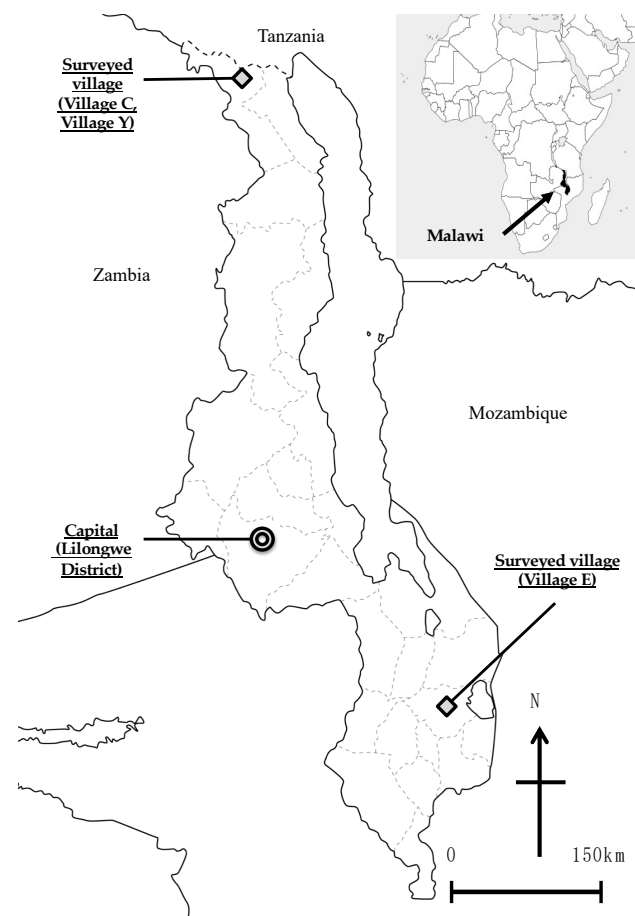 Tanzania
Surveyed
village
(Village C,
Village Y)
Malawi
Zambia
Mozambique
Capital
(Lilongwe
District)
Surveyed village
(Village E)
N
0 150km